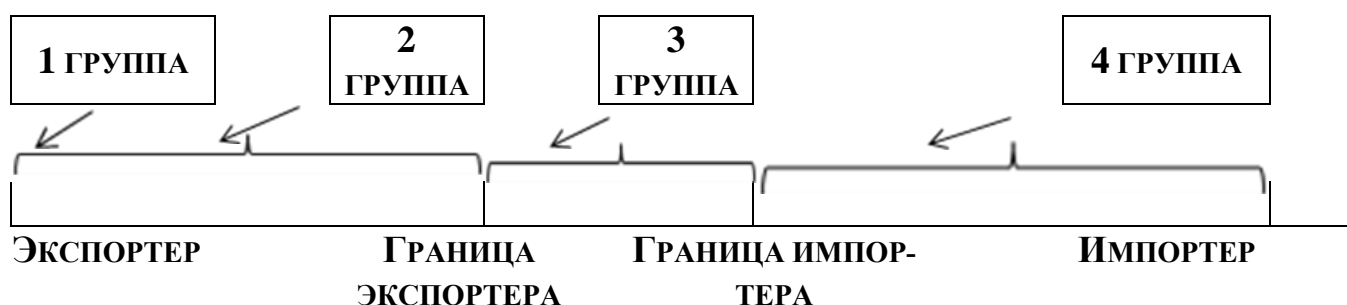 1 ГРУППА
2
ГРУППА
3
ГРУППА
4 ГРУППА
ЭКСПОРТЕР
ГРАНИЦА
ЭКСПОРТЕРА
ГРАНИЦА ИМПОР-
ТЕРА
ИМПОРТЕР